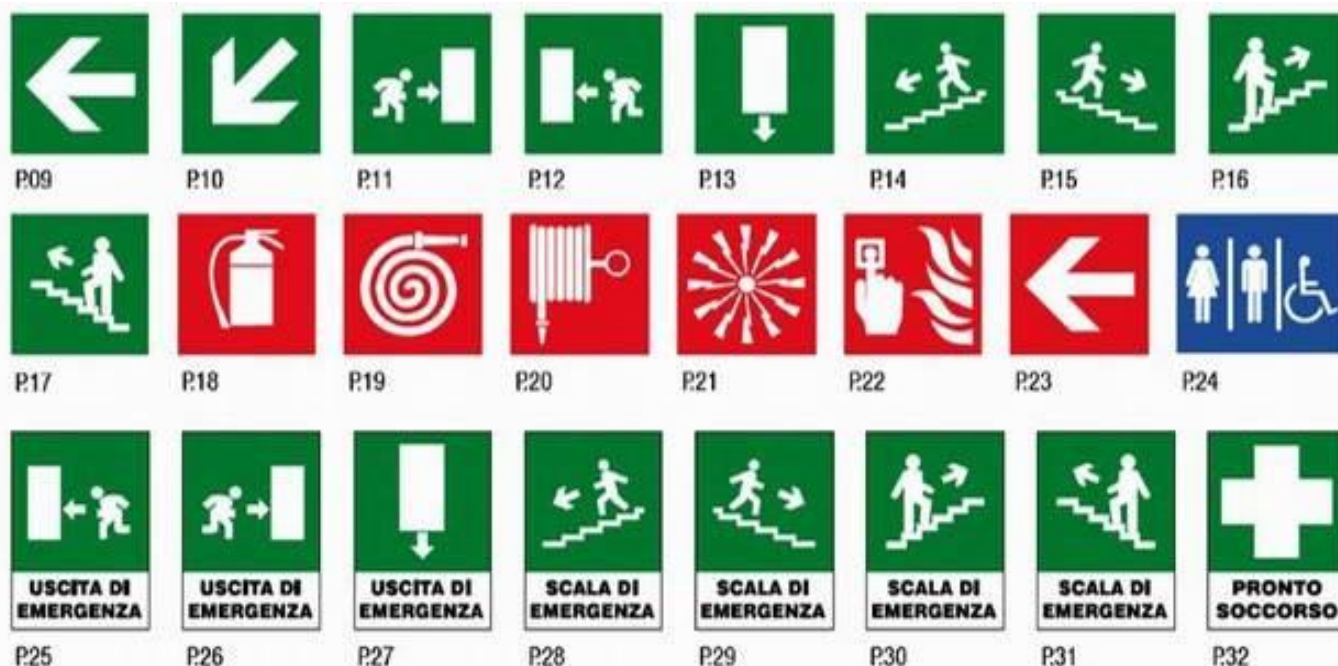 P.09 P.10 P.11 P.12 P.13 P.14 P.15 P.16
P.17 P.18 P.19 P.20 P.21 P.22 P.23 P.24
USCITA DI USCITA DI USCITA DI SCALA DI SCALA DI SCALA DI SCALA DI PRONTO
EMERGENZA EMERGENZA EMERGENZA EMERGENZA EMERGENZA EMERGENZA EMERGENZA SOCCORSO
P.25 P.26 P.27 P.28 P.29 P.30 P.31 P.32